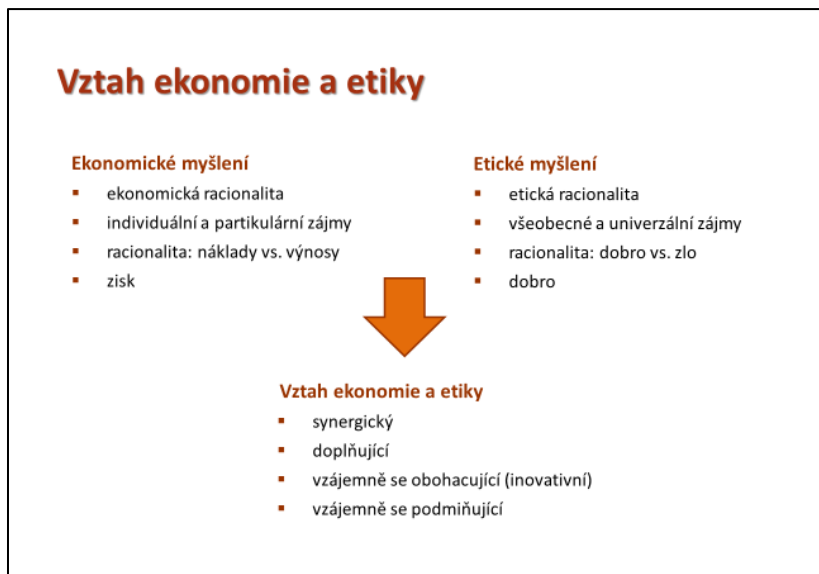 Vztah ekonomie a etiky
Ekonomické myšlení
▪ ekonomická racionalita
▪ individuální a partikulární zájmy
▪ racionalita: náklady vs. výnosy
▪ zisk
Etické myšlení
▪ etická racionalita
▪ všeobecné a univerzální zájmy
▪ racionalita: dobro vs. zlo
▪ dobro
Vztah ekonomie a etiky
▪ synergický
▪ doplňující
▪ vzájemně se obohacující (inovativní)
▪ vzájemně se podmiňující